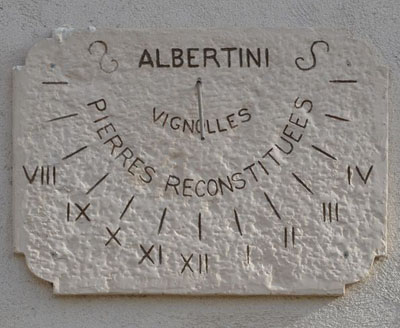 ALBERTINI
VIGNOLLES
PIERRES RECONSTITUEES
VIII IX X XI XII I II III IV